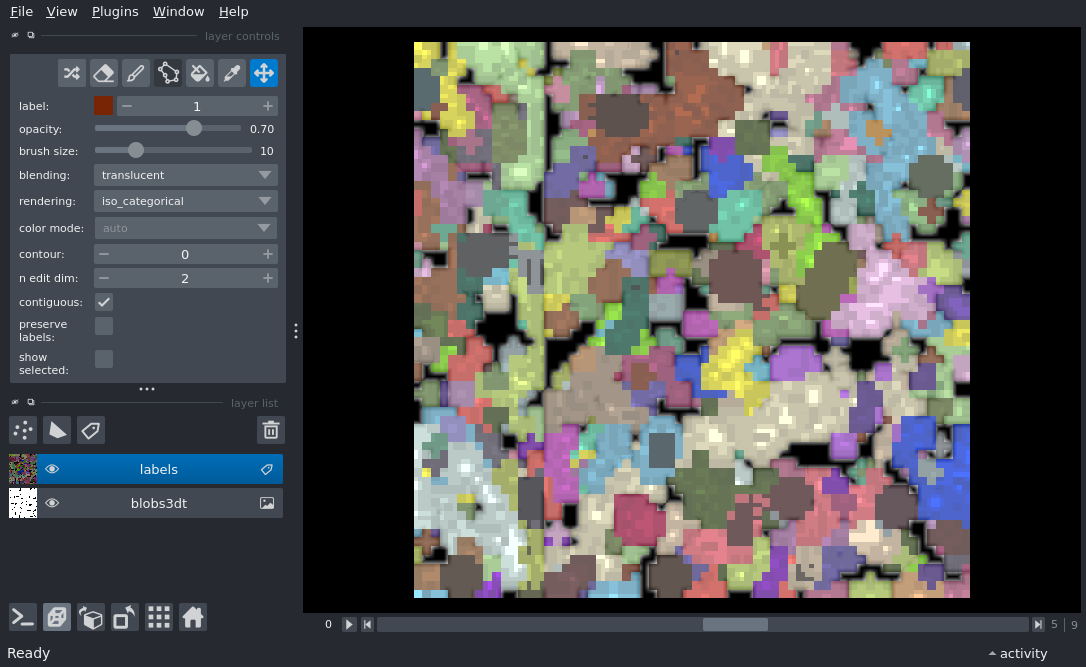 File View Plugins Window Help
layer controls
label: 1
opacity: 0.70
brush size: 10
blending: translucent
rendering: iso_categorical
color mode: auto
contour: 0
n edit dim: 2
contiguous:
preserve
labels:
show
selected:
layer list
labels
blobs3dt
0 5 9
Ready activity